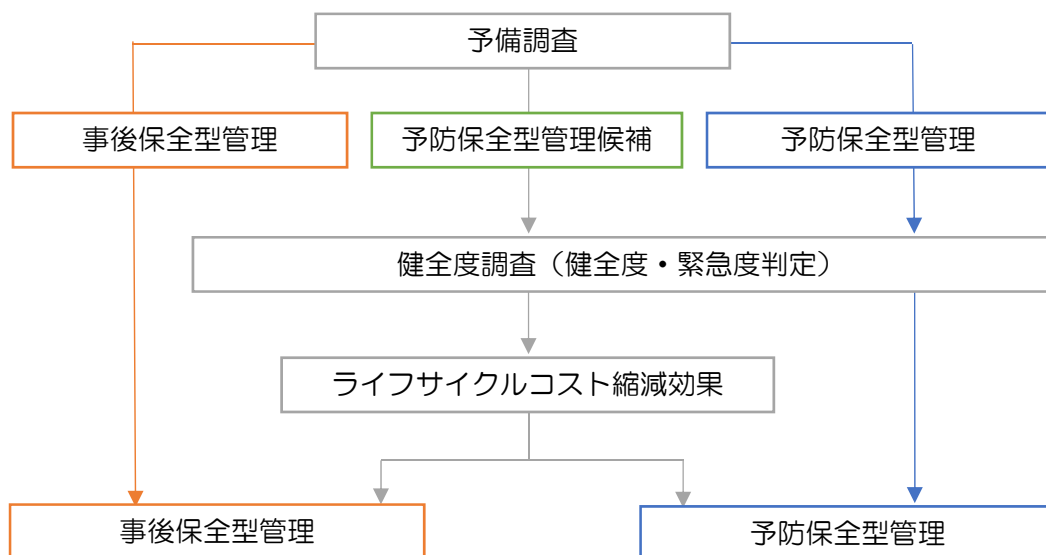 予備調査
事後保全型管理
予防保全型管理候補
予防保全型管理
健全度調査（健全度・緊急度判定）
ライフサイクルコスト縮減効果
事後保全型管理
予防保全型管理